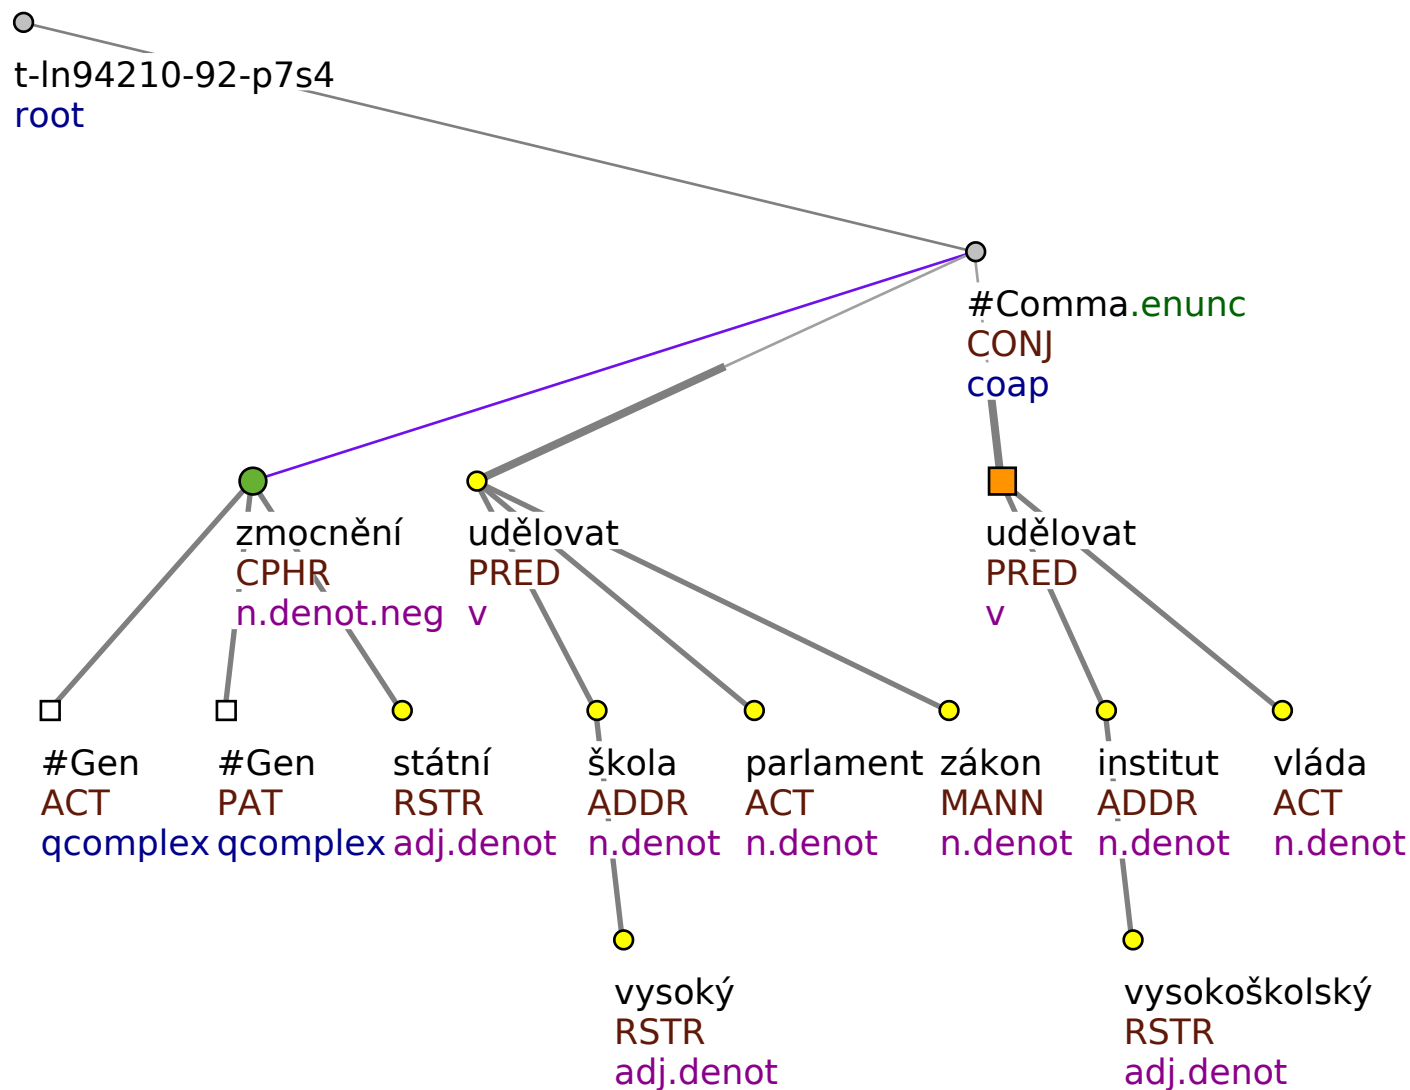 t-ln94210-92-p7s4
root
#Comma.enunc
CONJ
coap
zmocnění
CPHR
n.denot.neg
udělovat
PRED
v
udělovat
PRED
v
#Gen
ACT
qcomplex
#Gen
PAT
qcomplex
státní
RSTR
adj.denot
škola
ADDR
n.denot
parlament
ACT
n.denot
zákon
MANN
n.denot
institut
ADDR
n.denot
vláda
ACT
n.denot
vysoký
RSTR
adj.denot
vysokoškolský
RSTR
adj.denot